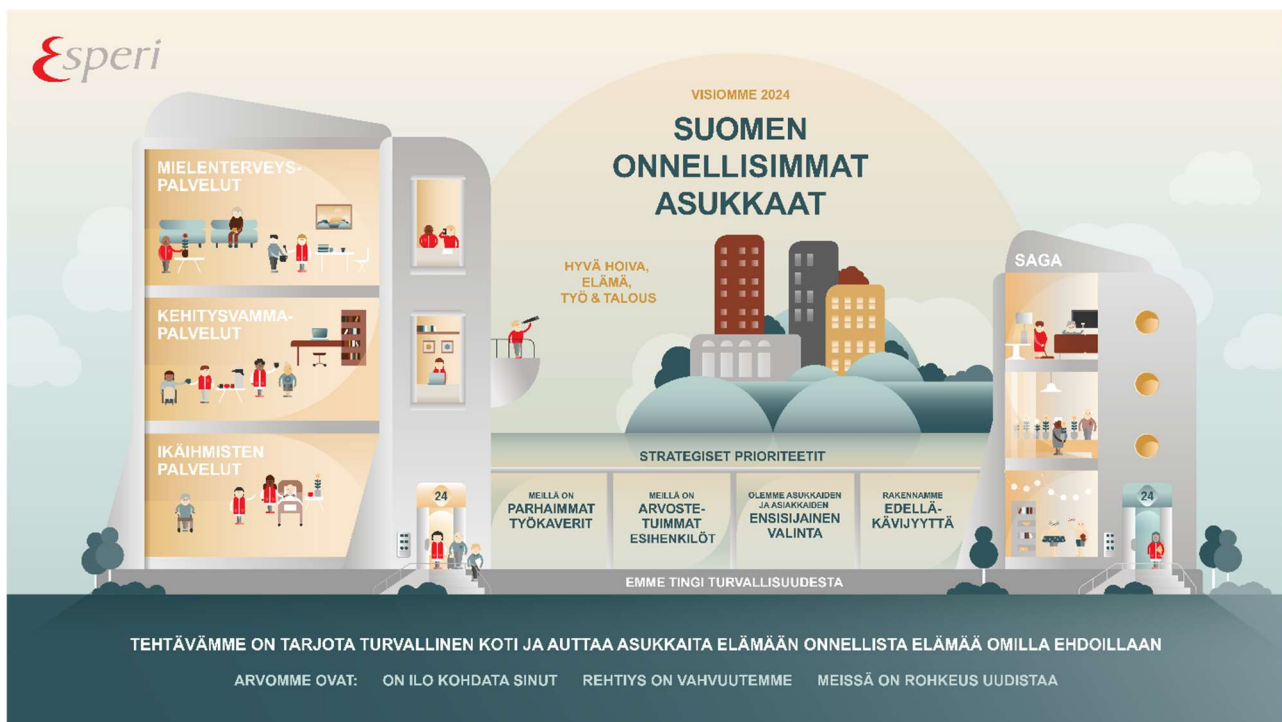 Esperi
VISIOMME 2024
SUOMEN
ONNELLISIMMAT
ASUKKAAT
HYVÄ HOIVA,
ELÄMÄ,
TYÖ & TALOUS
MIELENTERVEYS-
PALVELUT
KEHITYSVAMMA-
PALVELUT
IKÄIHMISTEN
PALVELUT
24
SAGA
24
STRATEGISET PRIORITEETIT
MEILLÄ ON
PARHAIMMAT
TYÖKAVERIT
MEILLÄ ON
ARVOSTE-
TUIMMAT
ESIHENKILÖT
OLEMME ASUKKAIDEN
JA ASIAKKAIDEN
ENSISIJAINEN
VALINTA
RAKENNAMME
EDELLÄ-
KÄVIJYYTTÄ
EMME TINGI TURVALLISUUDESTA
TEHTÄVÄMME ON TARJOTA TURVALLINEN KOTI JA AUTTAA ASUKKAITA ELÄMÄÄN ONNELLISTA ELÄMÄÄ OMILLA EHDOILLAAN
ARVOMME OVAT: ON ILO KOHDATA SINUT REHTIYS ON VAHVUUTEMME MEISSÄ ON ROHKEUS UUDISTAA